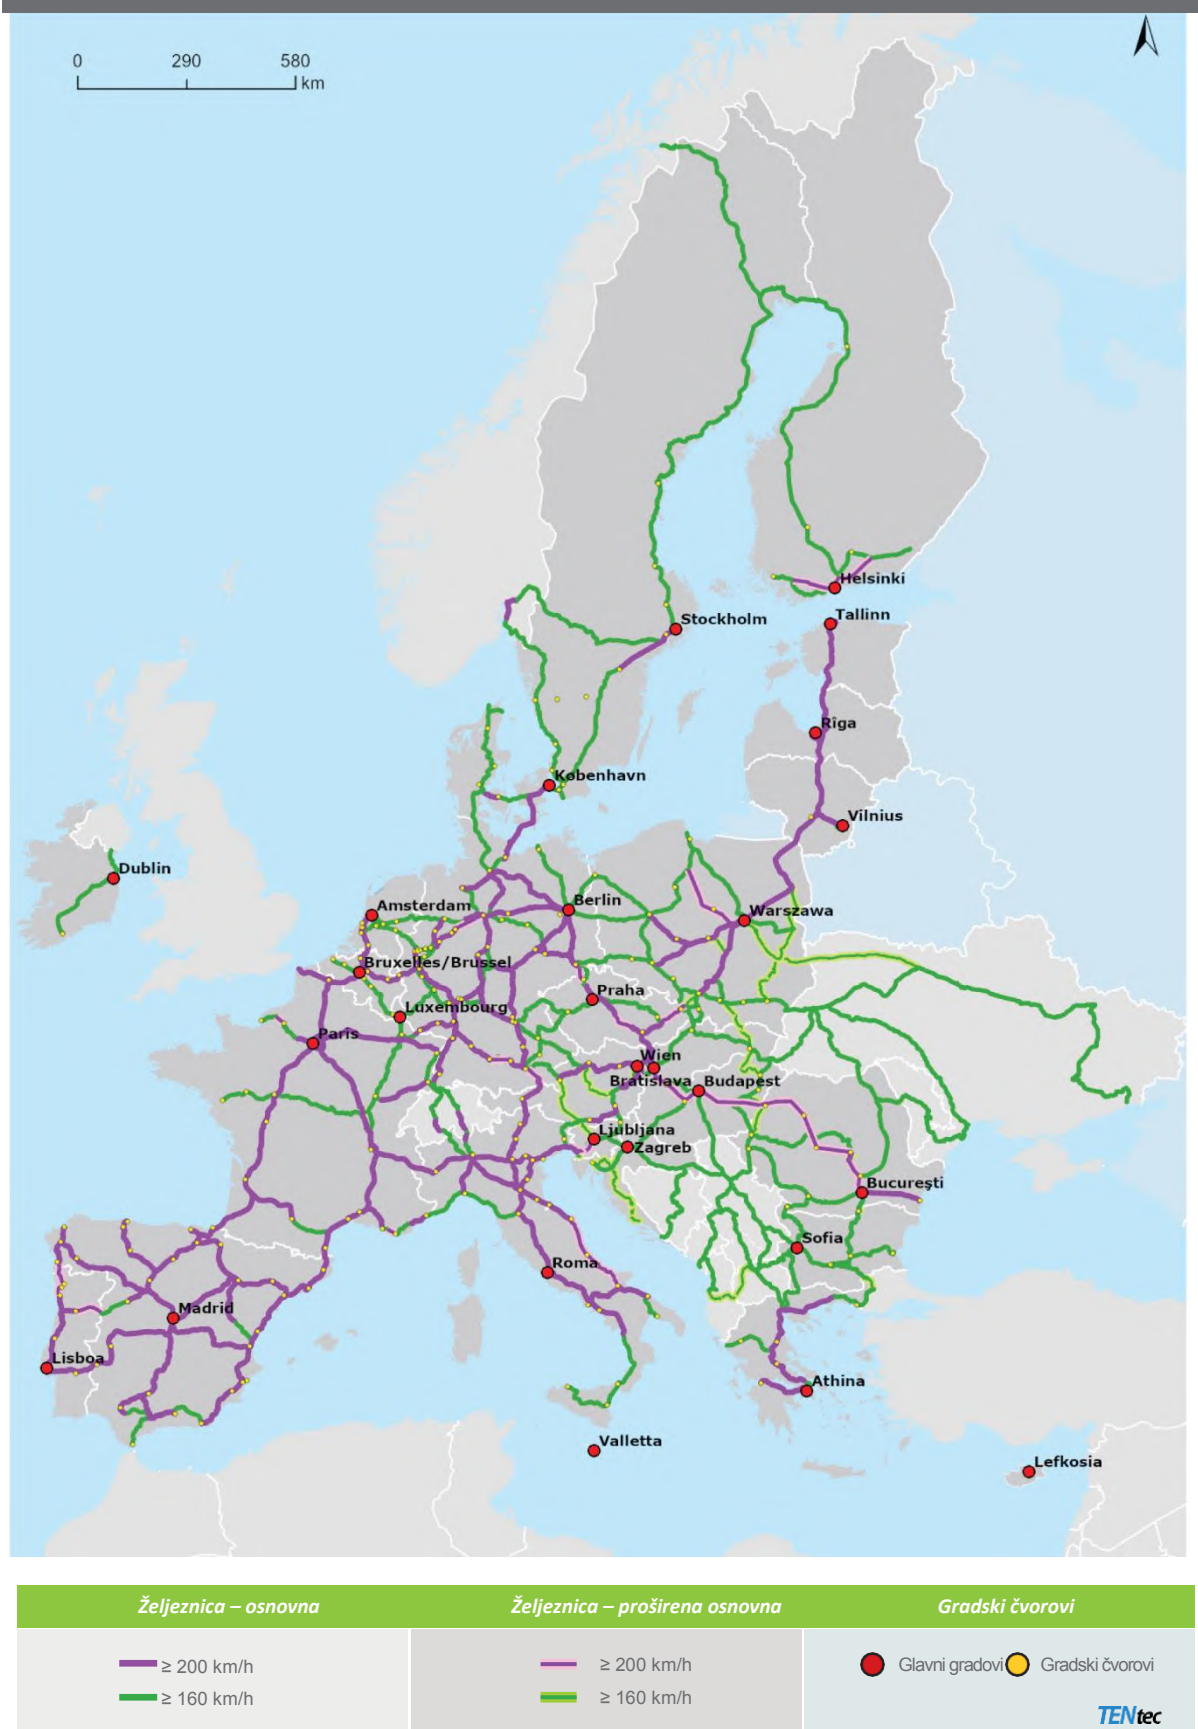 0 290 580
km
Helsinki
Tallinn
Stockholm
Rīga
København
Vilnius
Dublin
Amsterdam
Berlin
Warszawa
Bruxelles/Brussel
Praha
Luxembourg
Paris
Wien
Bratislava
Budapest
Ljubljana
Zagreb
Bucureşti
Sofia
Roma
Madrid
Lisboa
Athina
Valletta
Lefkosia
Željeznica – osnovna
Željeznica – proširena osnovna
Gradski čvorovi
≥ 200 km/h
≥ 200 km/h
Glavni gradovi
Gradski čvorovi
≥ 160 km/h
≥ 160 km/h
TENtec